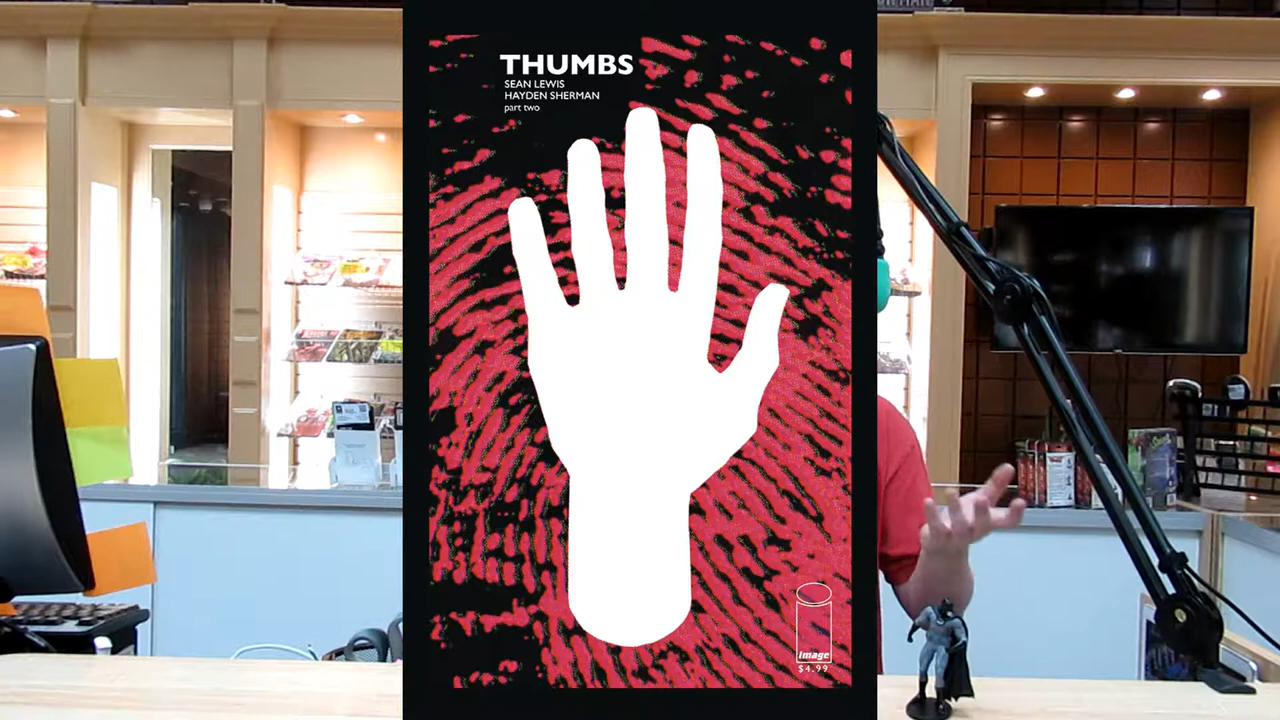 THUMBS
SEAN LEWIS
HAYDEN SHERMAN
part two
image
$4.99